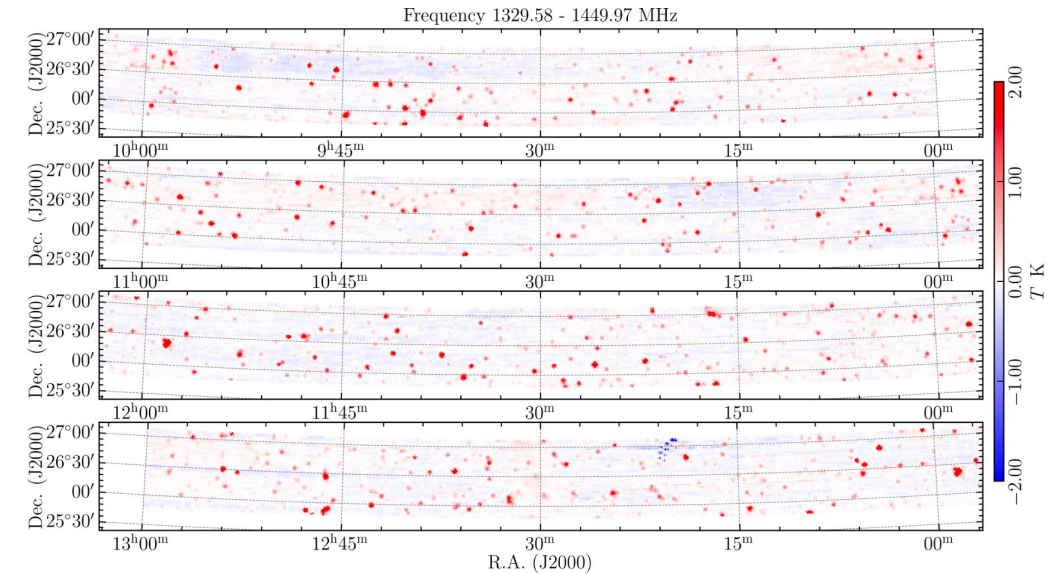 Frequency 1329.58 - 1449.97 MHz
Dec. (J2000)
27°00′
26°30′
00′
25°30′
10ʰ00ᵐ 9ʰ45ᵐ 30ᵐ 15ᵐ 00ᵐ
Dec. (J2000)
27°00′
26°30′
00′
25°30′
11ʰ00ᵐ 10ʰ45ᵐ 30ᵐ 15ᵐ 00ᵐ
Dec. (J2000)
27°00′
26°30′
00′
25°30′
12ʰ00ᵐ 11ʰ45ᵐ 30ᵐ 15ᵐ 00ᵐ
Dec. (J2000)
27°00′
26°30′
00′
25°30′
13ʰ00ᵐ 12ʰ45ᵐ 30ᵐ 15ᵐ 00ᵐ
R.A. (J2000)
2.00
1.00
0.00
−1.00
−2.00
T K